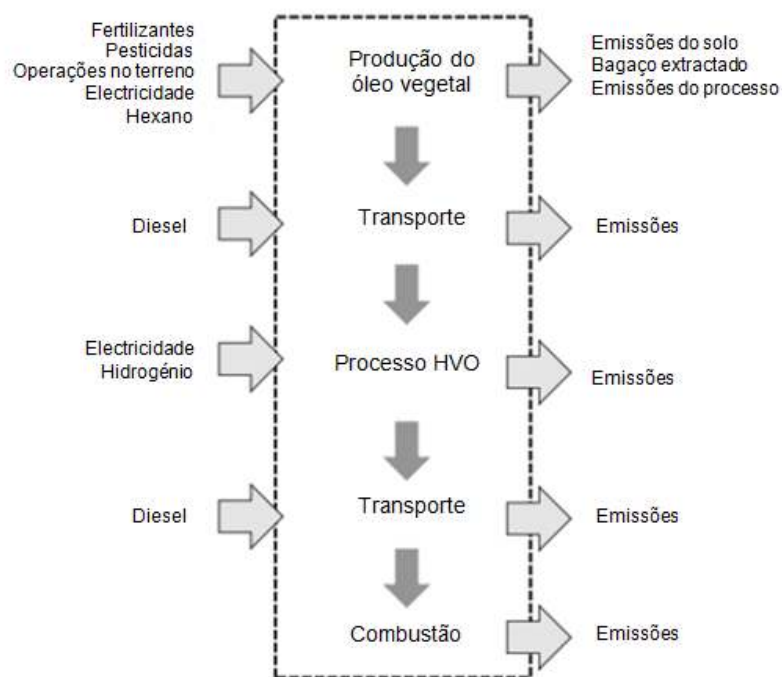 Fertilizantes
Pesticidas
Operações no terreno
Electricidade
Hexano
Produção do
óleo vegetal
Emissões do solo
Bagaço extractado
Emissões do processo
Diesel
Transporte
Emissões
Electricidade
Hidrogénio
Processo HVO
Emissões
Diesel
Transporte
Emissões
Combustão
Emissões